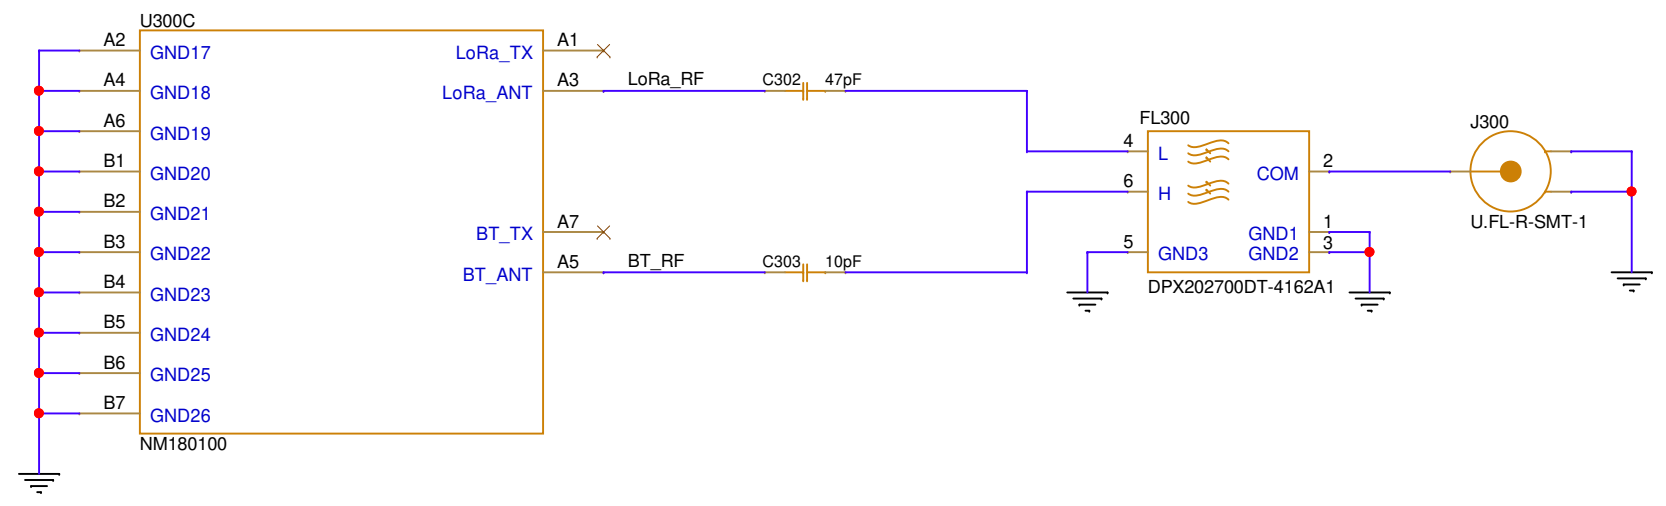 U300C
A2 GND17
A4 GND18
A6 GND19
B1 GND20
B2 GND21
B3 GND22
B4 GND23
B5 GND24
B6 GND25
B7 GND26
LoRa_TX A1
LoRa_ANT A3
BT_TX A7
BT_ANT A5
NM180100
LoRa_RF
C302 47pF
BT_RF
C303 10pF
FL300
4 L
6 H
5 GND3
COM 2
GND1 1
GND2 3
DPX202700DT-4162A1
J300
U.FL-R-SMT-1